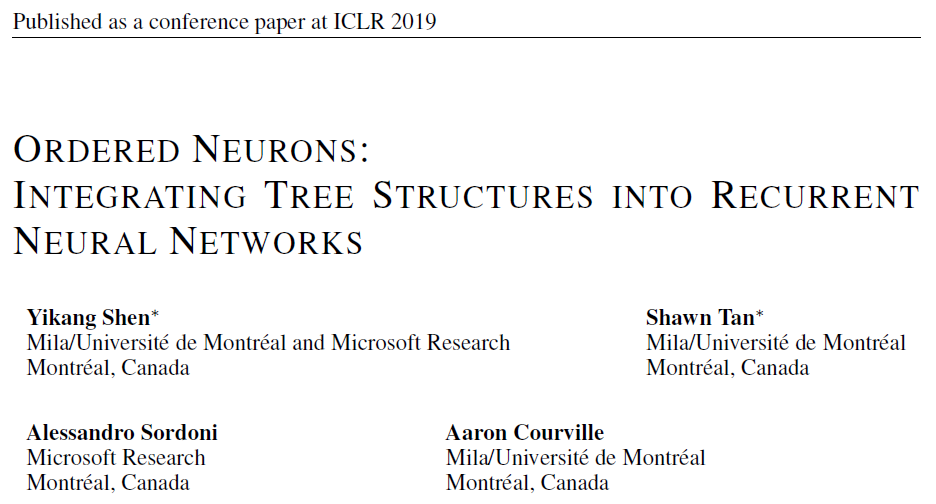 Published as a conference paper at ICLR 2019
ORDERED NEURONS:
INTEGRATING TREE STRUCTURES INTO RECURRENT
NEURAL NETWORKS
Yikang Shen*
Mila/Université de Montréal and Microsoft Research
Montréal, Canada
Shawn Tan*
Mila/Université de Montréal
Montréal, Canada
Alessandro Sordoni
Microsoft Research
Montréal, Canada
Aaron Courville
Mila/Université de Montréal
Montréal, Canada